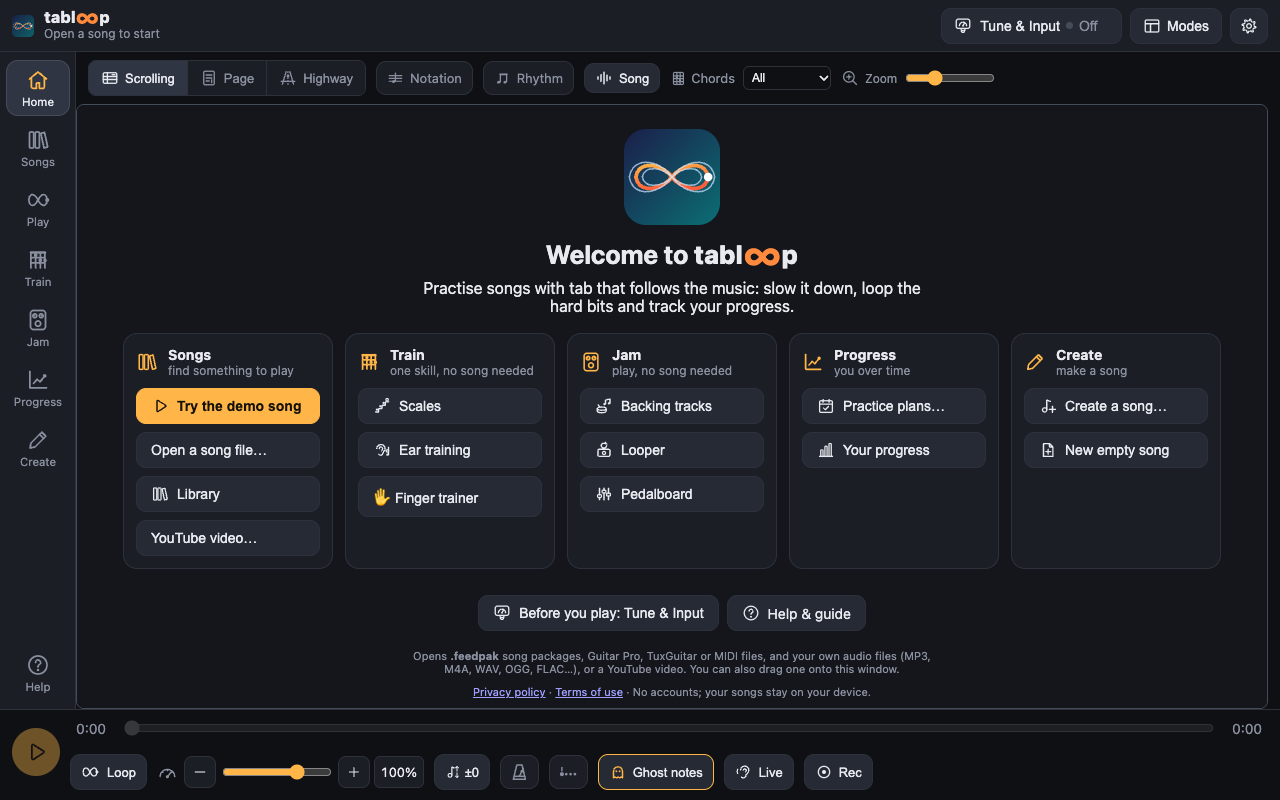 tabloop
Open a song to start
Tune & Input Off
Modes
Home
Songs
Play
Train
Jam
Progress
Create
Help
Scrolling
Page
Highway
Notation
Rhythm
Song
Chords
All
Zoom
Welcome to tabloop
Practise songs with tab that follows the music: slow it down, loop the
hard bits and track your progress.
Songs
find something to play
Try the demo song
Open a song file…
Library
YouTube video…
Train
one skill, no song needed
Scales
Ear training
Finger trainer
Jam
play, no song needed
Backing tracks
Looper
Pedalboard
Progress
you over time
Practice plans…
Your progress
Create
make a song
Create a song…
New empty song
Before you play: Tune & Input
Help & guide
Opens .feedpak song packages, Guitar Pro, TuxGuitar or MIDI files, and your own audio files (MP3,
M4A, WAV, OGG, FLAC…), or a YouTube video. You can also drag one onto this window.
Privacy policy · Terms of use · No accounts; your songs stay on your device.
0:00
0:00
Loop
−
+
100%
±0
Ghost notes
Live
Rec